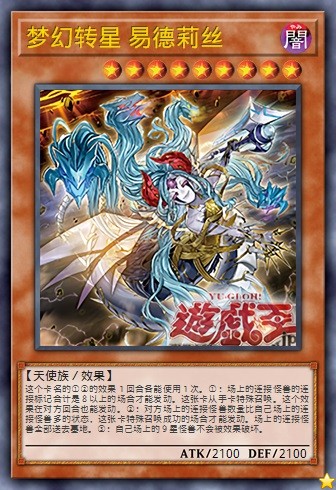 梦幻转星 易德莉丝
闇
YU-GI-OH!
遊戯王
【天使族／效果】
这个卡名的①②的效果1回合各能使用1次。①：场上的连接怪兽的连
接标记合计是8以上的场合才能发动。这张卡从手卡特殊召唤。这个效
果在对方回合也能发动。②：对方场上的连接怪兽数量比自己场上的连
接怪兽多的状态，这张卡特殊召唤成功的场合才能发动。场上的连接怪
兽全部送去墓地。③：自己场上的9星怪兽不会被效果破坏。
ATK/2100 DEF/2100